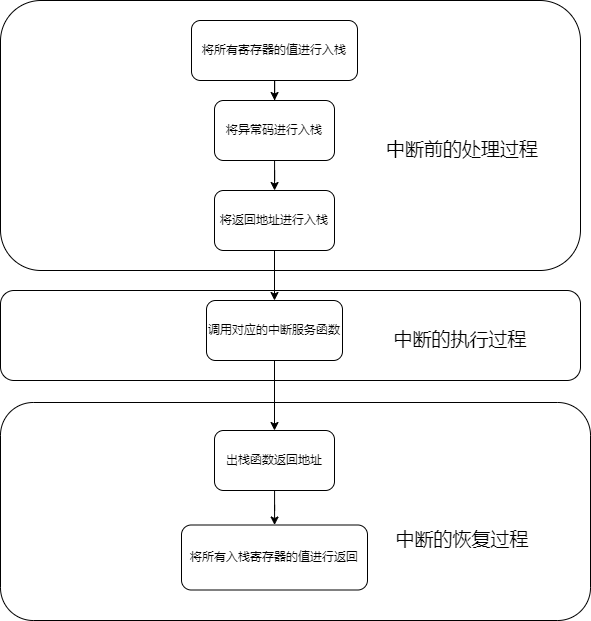 将所有寄存器的值进行入栈
将异常码进行入栈
中断前的处理过程
将返回地址进行入栈
调用对应的中断服务函数
中断的执行过程
出栈函数返回地址
中断的恢复过程
将所有入栈寄存器的值进行返回